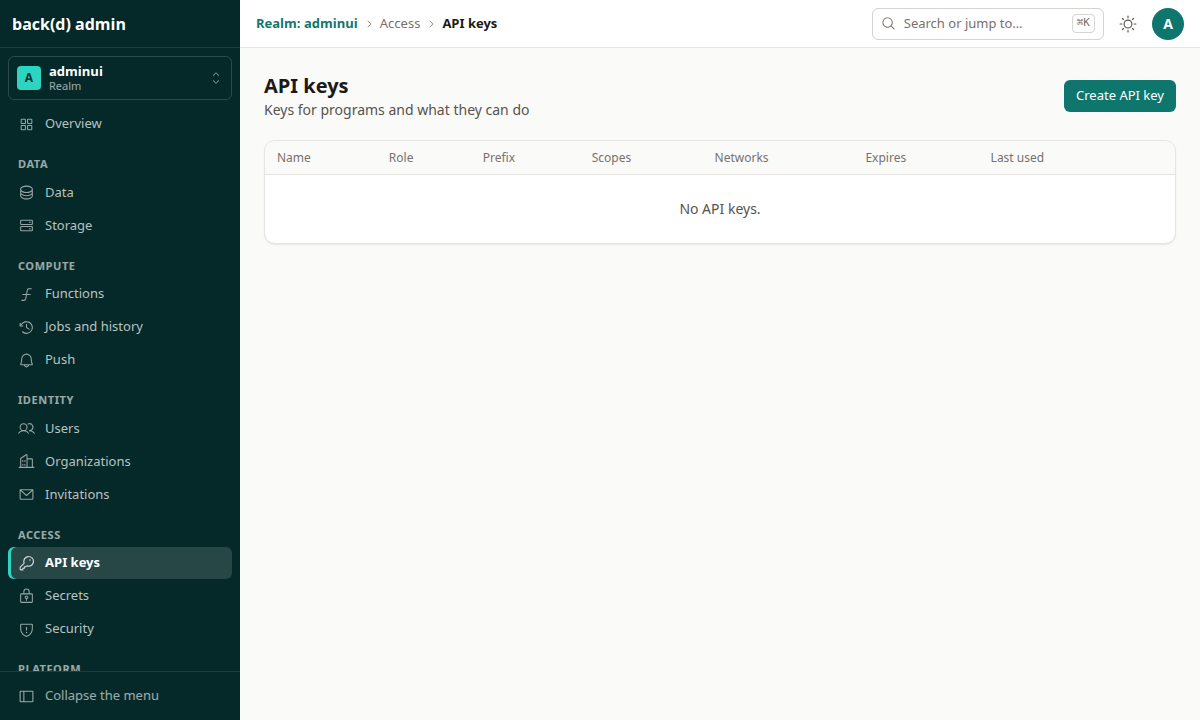 back(d) admin
A
adminui
Realm
Overview
DATA
Data
Storage
COMPUTE
Functions
Jobs and history
Push
IDENTITY
Users
Organizations
Invitations
ACCESS
API keys
Secrets
Security
PLATFORM
Collapse the menu
Realm: adminui > Access > API keys
Search or jump to...
⌘K
A
API keys
Keys for programs and what they can do
Create API key
Name Role Prefix Scopes Networks Expires Last used
No API keys.